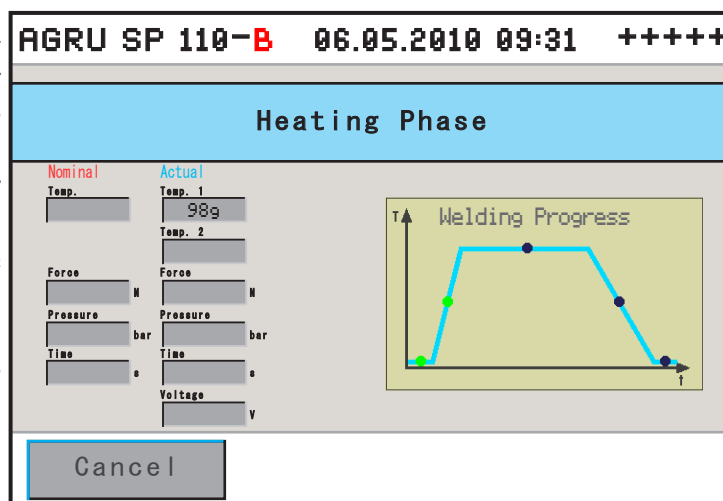 AGRU SP 110-B 06.05.2010 09:31 +++++
Heating Phase
Nominal Actual
Temp. Temp. 1
98g
Temp. 2
Welding Progress
T
Force Force
N N
Pressure Pressure
bar bar
Time Time
s s
t
Voltage
V
Cancel